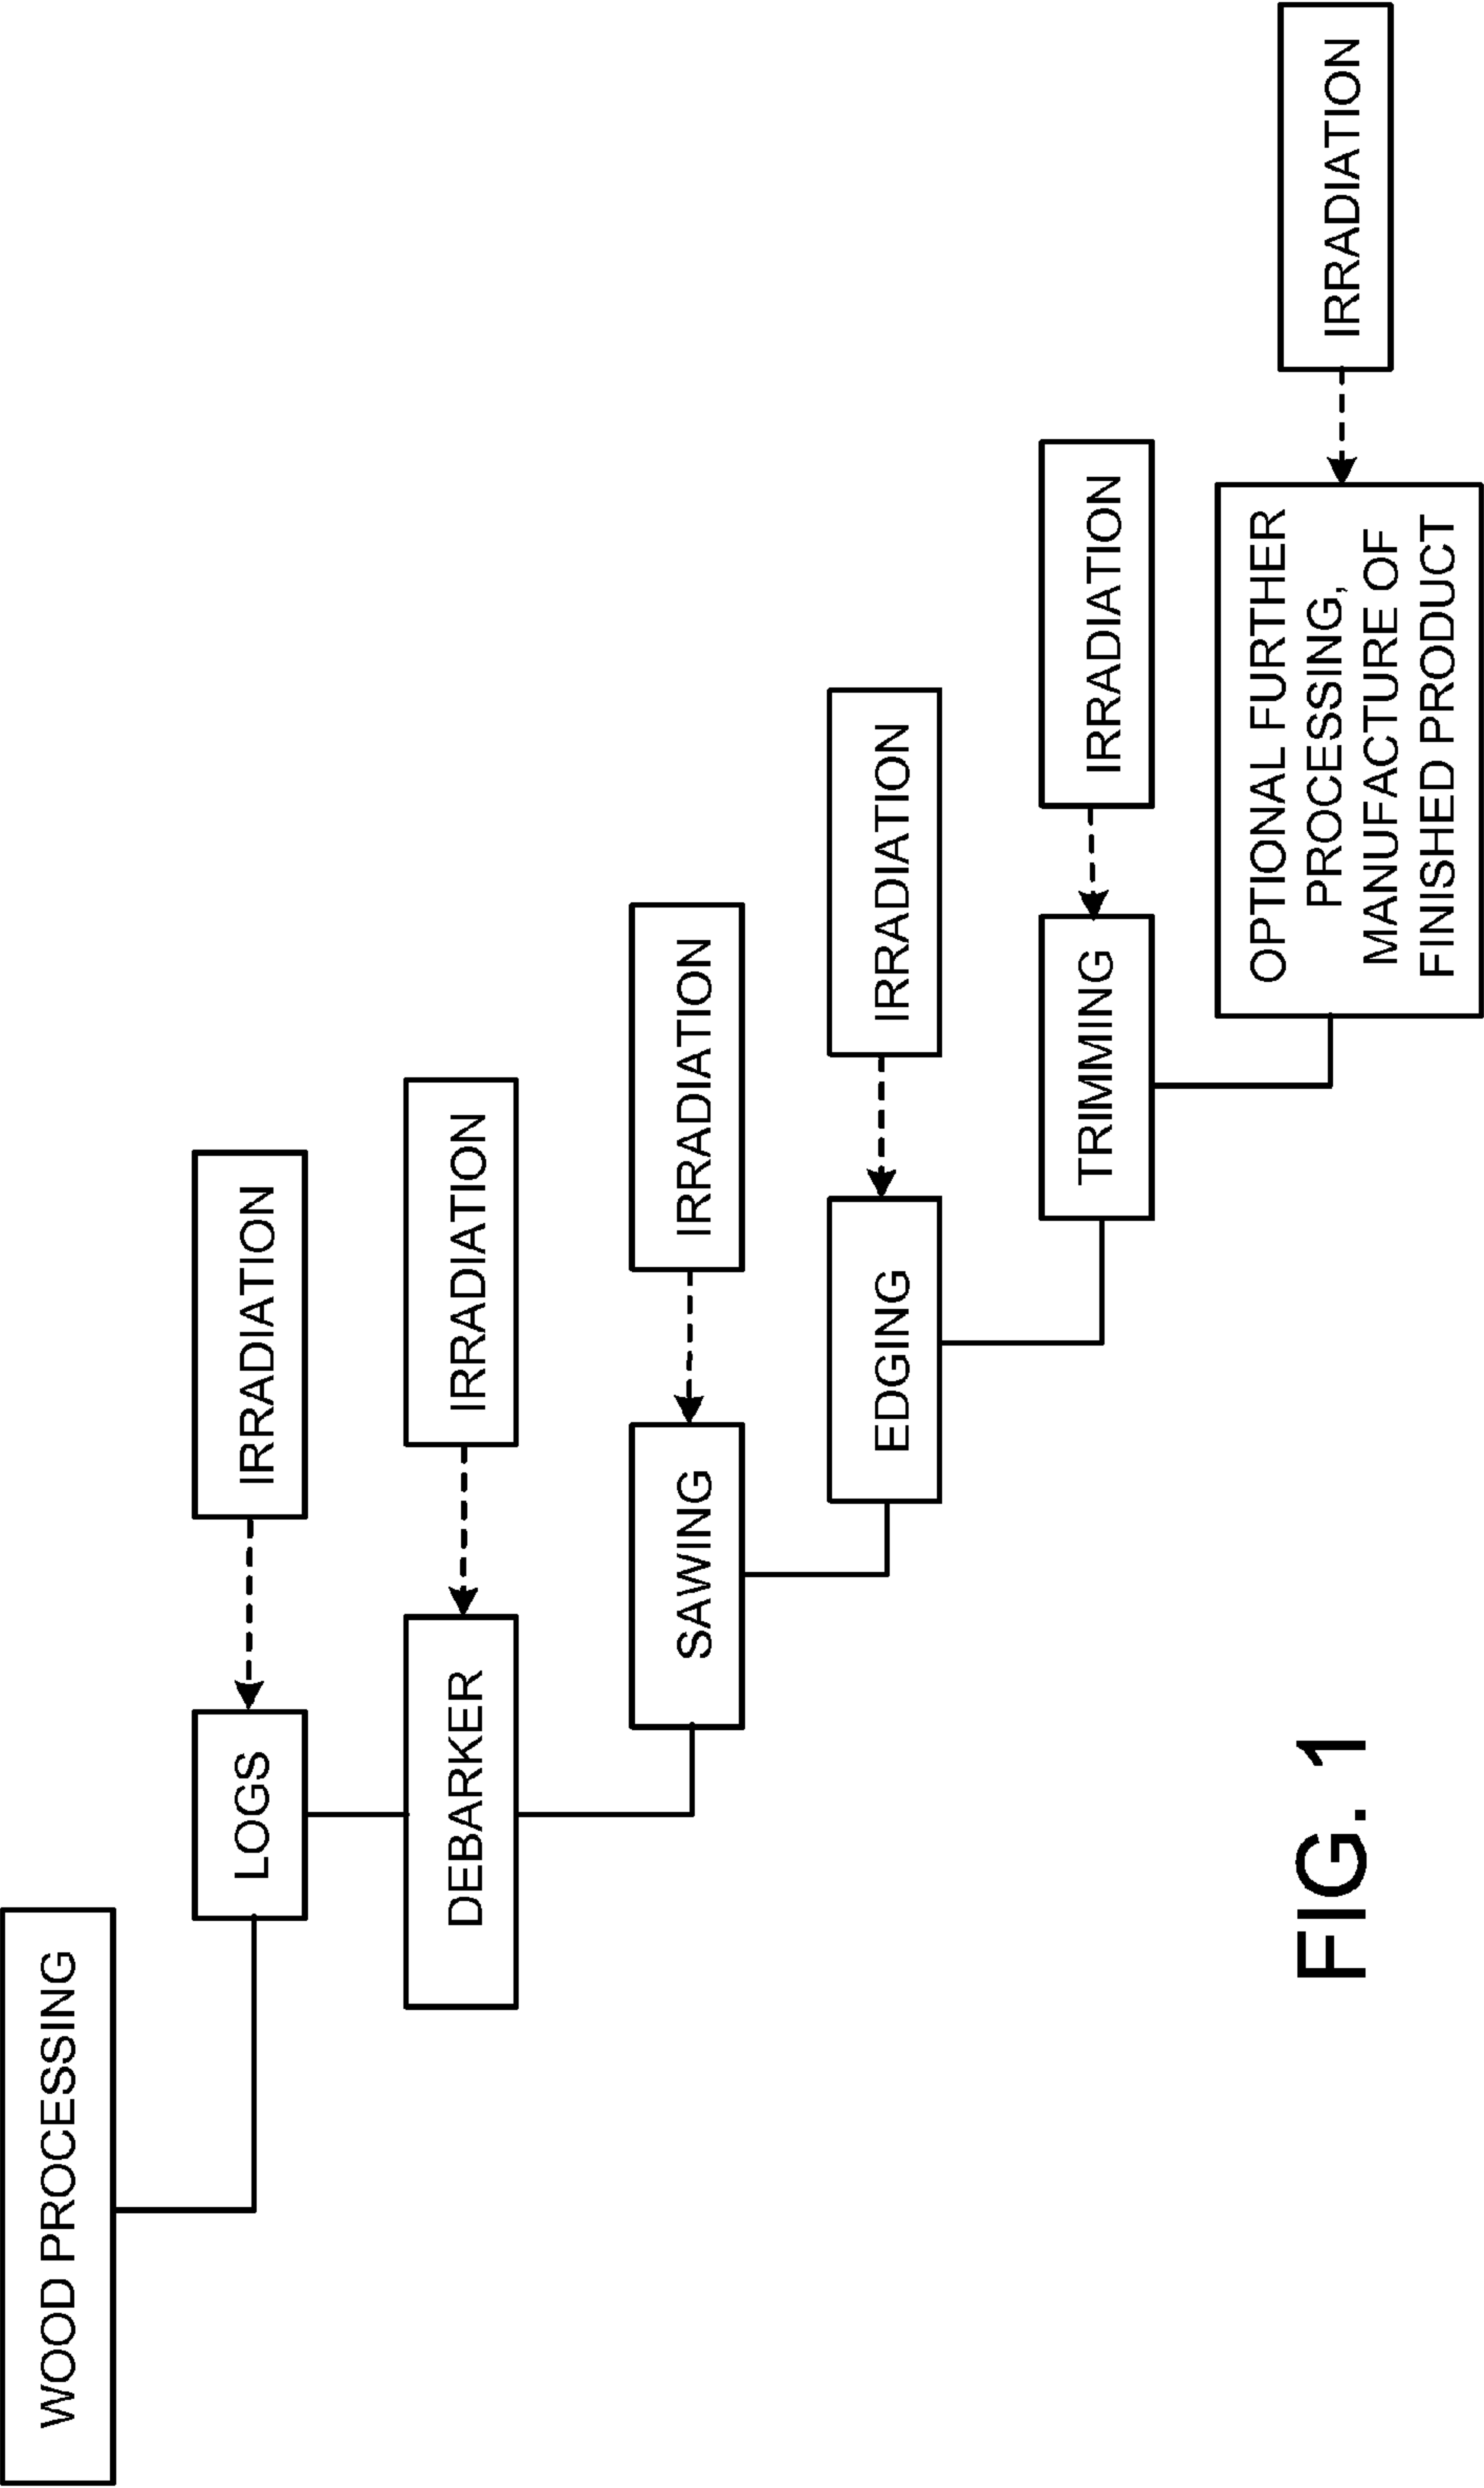 WOOD PROCESSING
LOGS
IRRADIATION
DEBARKER
IRRADIATION
SAWING
IRRADIATION
EDGING
IRRADIATION
TRIMMING
IRRADIATION
OPTIONAL FURTHER
PROCESSING,
MANUFACTURE OF
FINISHED PRODUCT
IRRADIATION
FIG. 1